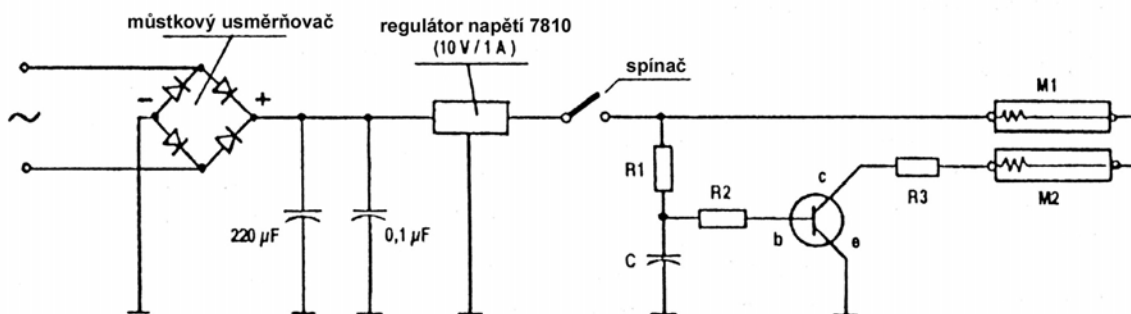 můstkový usměrňovač
regulátor napětí 7810
(10 V / 1 A)
spínač
M1
~
−
+
R1
R2
c
R3
M2
b
e
220 µF
0,1 µF
C